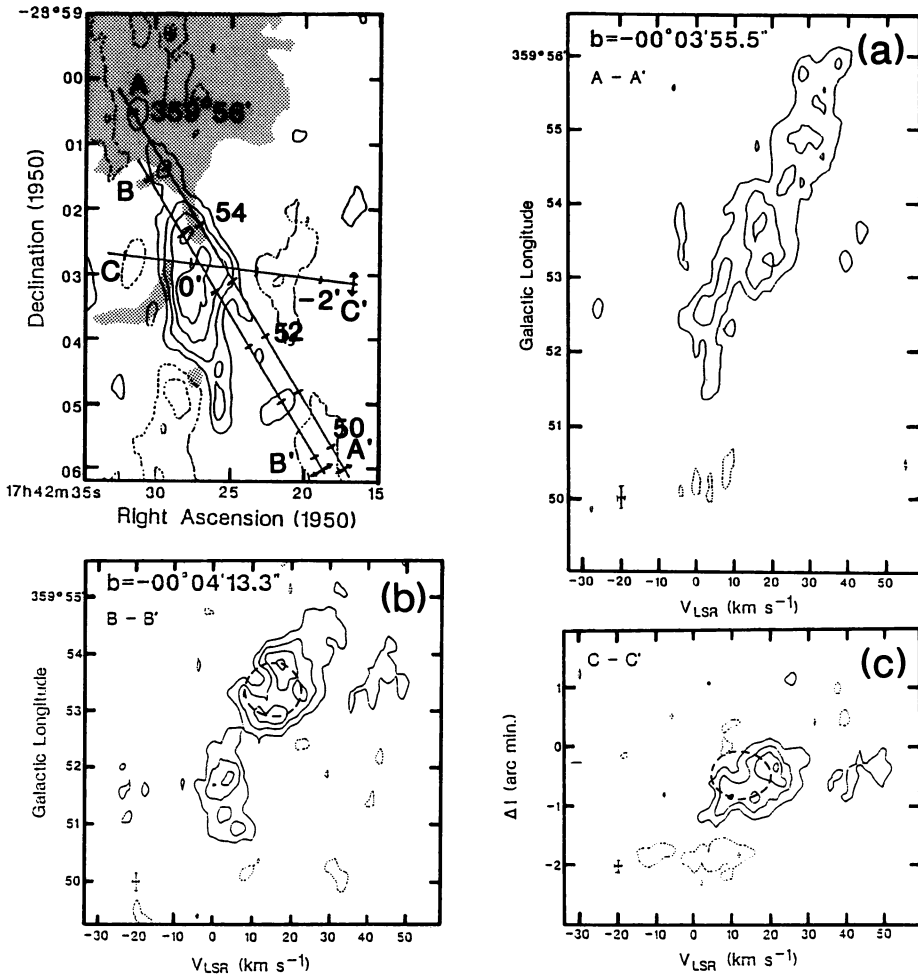 -28°59
00
01
02
03
04
05
06
Declination (1950)
17h 42m 35s
30
25
20
15
Right Ascension (1950)
A
359°56'
B
54
C
0'
-2'
C'
52
50
B'
A'
(a)
b=-00°03'55.5"
A - A'
359°56'
55
54
53
52
51
50
Galactic Longitude
-30
-20
-10
0
10
20
30
40
50
VLSR (km s⁻¹)
(b)
b=-00°04'13.3"
B - B'
359°55'
54
53
52
51
50
Galactic Longitude
-30
-20
-10
0
10
20
30
40
50
VLSR (km s⁻¹)
(c)
C - C'
1
-0
-1
-2
Δl (arc min.)
-30
-20
-10
0
10
20
30
40
50
VLSR (km s⁻¹)